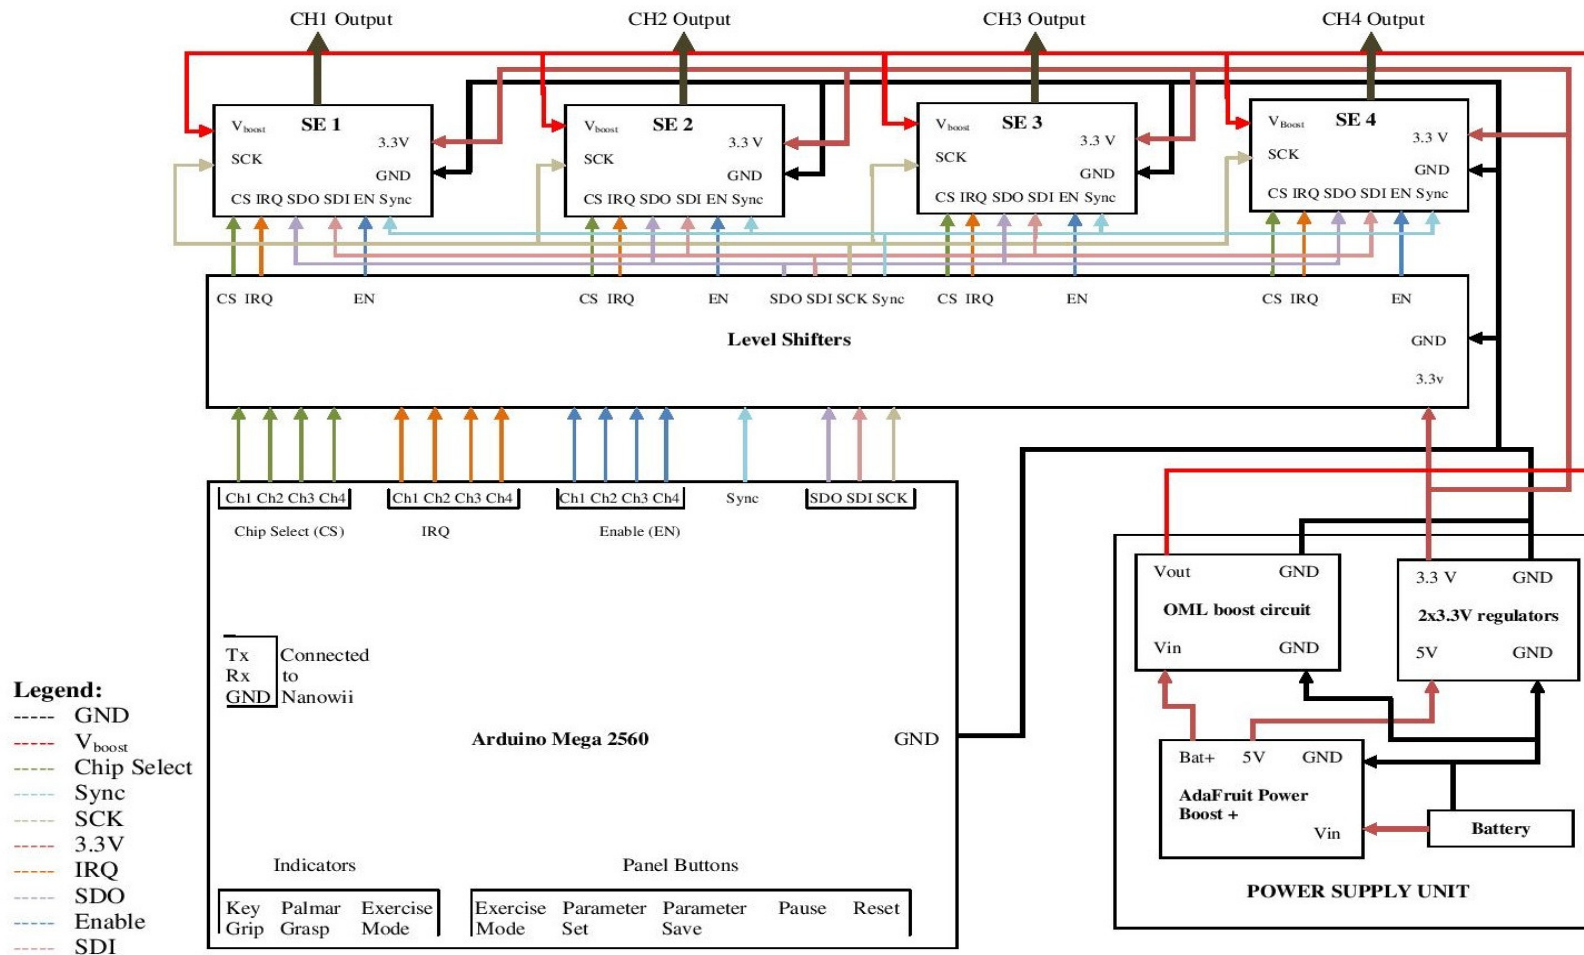 CH1 Output CH2 Output CH3 Output CH4 Output
Vboost SE 1 3.3V
SCK
GND
CS IRQ SDO SDI EN Sync
Vboost SE 2 3.3 V
SCK
GND
CS IRQ SDO SDI EN Sync
Vboost SE 3 3.3 V
SCK
GND
CS IRQ SDO SDI EN Sync
VBoost SE 4 3.3 V
SCK
GND
CS IRQ SDO SDI EN Sync
CS IRQ EN CS IRQ EN SDO SDI SCK Sync CS IRQ EN CS IRQ EN
Level Shifters
GND
3.3v
Ch1 Ch2 Ch3 Ch4 Ch1 Ch2 Ch3 Ch4 Ch1 Ch2 Ch3 Ch4 Sync SDO SDI SCK
Chip Select (CS) IRQ Enable (EN)
Tx Connected
Rx to
GND Nanowii
Arduino Mega 2560 GND
Indicators Panel Buttons
Key Palmar Exercise Exercise Parameter Parameter Pause Reset
Grip Grasp Mode Mode Set Save
Vout GND
OML boost circuit
Vin GND
3.3 V GND
2x3.3V regulators
5V GND
Bat+ 5V GND
AdaFruit Power
Boost +
Vin
Battery
POWER SUPPLY UNIT
Legend:
GND
Vboost
Chip Select
Sync
SCK
3.3V
IRQ
SDO
Enable
SDI